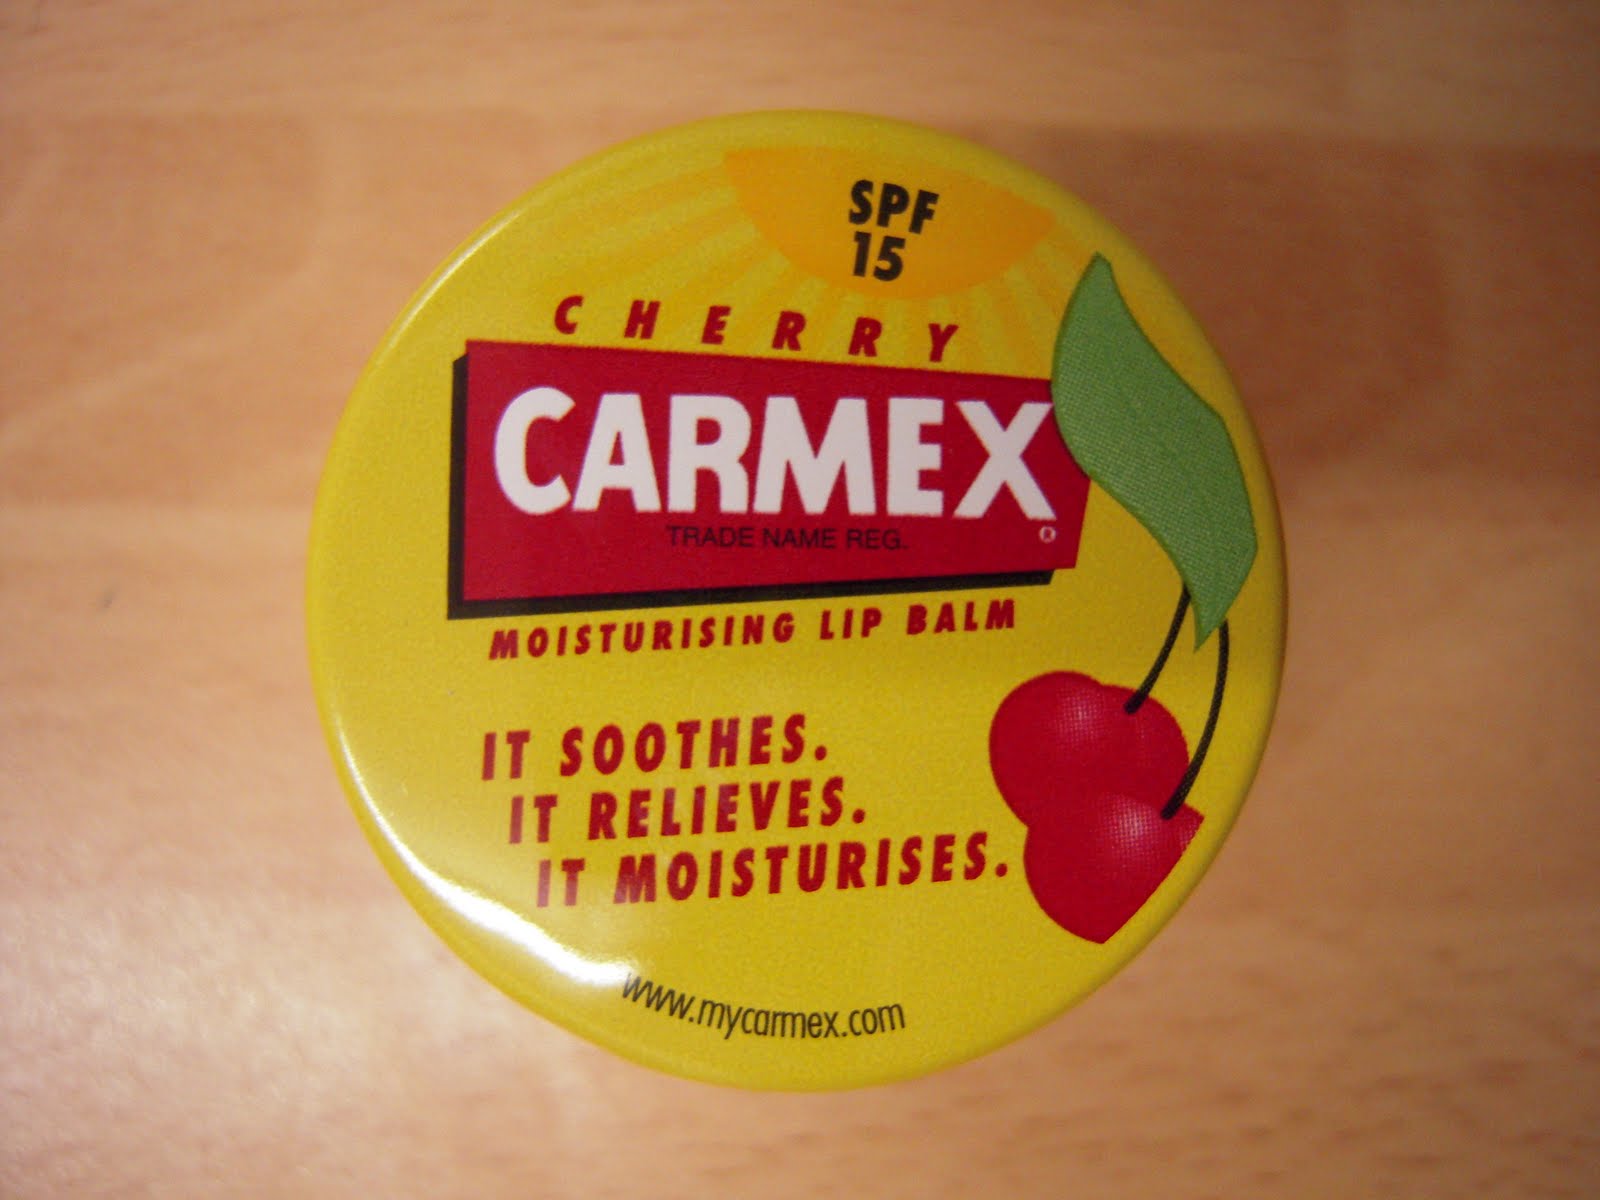 SPF
15
CHERRY
CARMEX
TRADE NAME REG. ®
MOISTURISING LIP BALM
IT SOOTHES.
IT RELIEVES.
IT MOISTURISES.
www.mycarmex.com